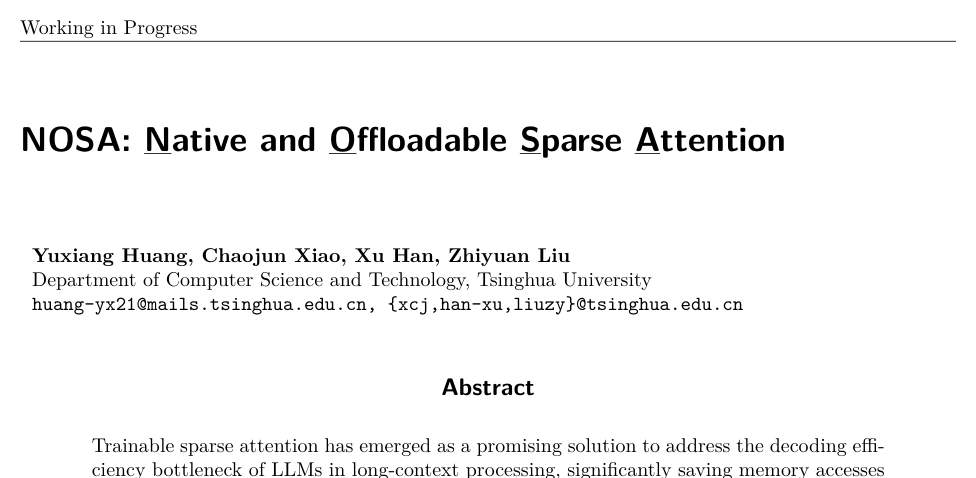 Working in Progress
NOSA: Native and Offloadable Sparse Attention
Yuxiang Huang, Chaojun Xiao, Xu Han, Zhiyuan Liu
Department of Computer Science and Technology, Tsinghua University
huang-yx21@mails.tsinghua.edu.cn, {xcj,han-xu,liuzy}@tsinghua.edu.cn
Abstract
Trainable sparse attention has emerged as a promising solution to address the decoding effi-
ciency bottleneck of LLMs in long-context processing, significantly saving memory accesses